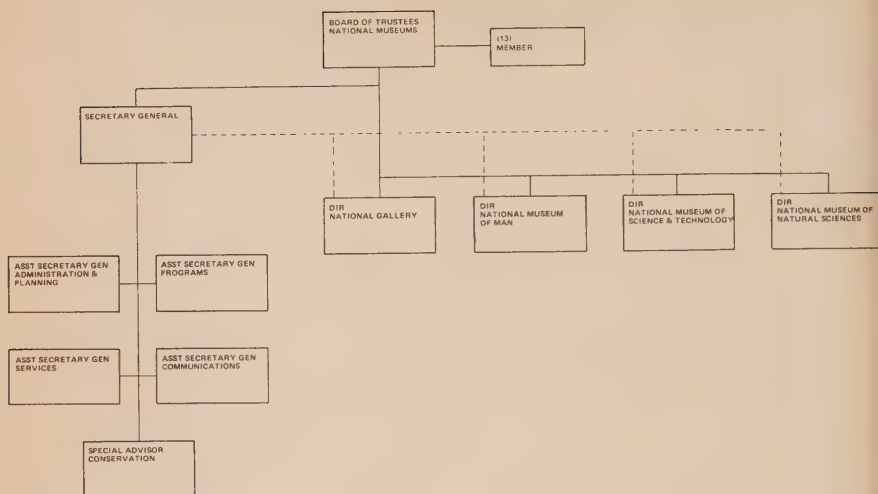 BOARD OF TRUSTEES
NATIONAL MUSEUMS
(13)
MEMBER
SECRETARY GENERAL
DIR
NATIONAL GALLERY
DIR
NATIONAL MUSEUM
OF MAN
DIR
NATIONAL MUSEUM OF
SCIENCE & TECHNOLOGY
DIR
NATIONAL MUSEUM OF
NATURAL SCIENCES
ASST SECRETARY GEN
ADMINISTRATION &
PLANNING
ASST SECRETARY GEN
PROGRAMS
ASST SECRETARY GEN
SERVICES
ASST SECRETARY GEN
COMMUNICATIONS
SPECIAL ADVISOR
CONSERVATION